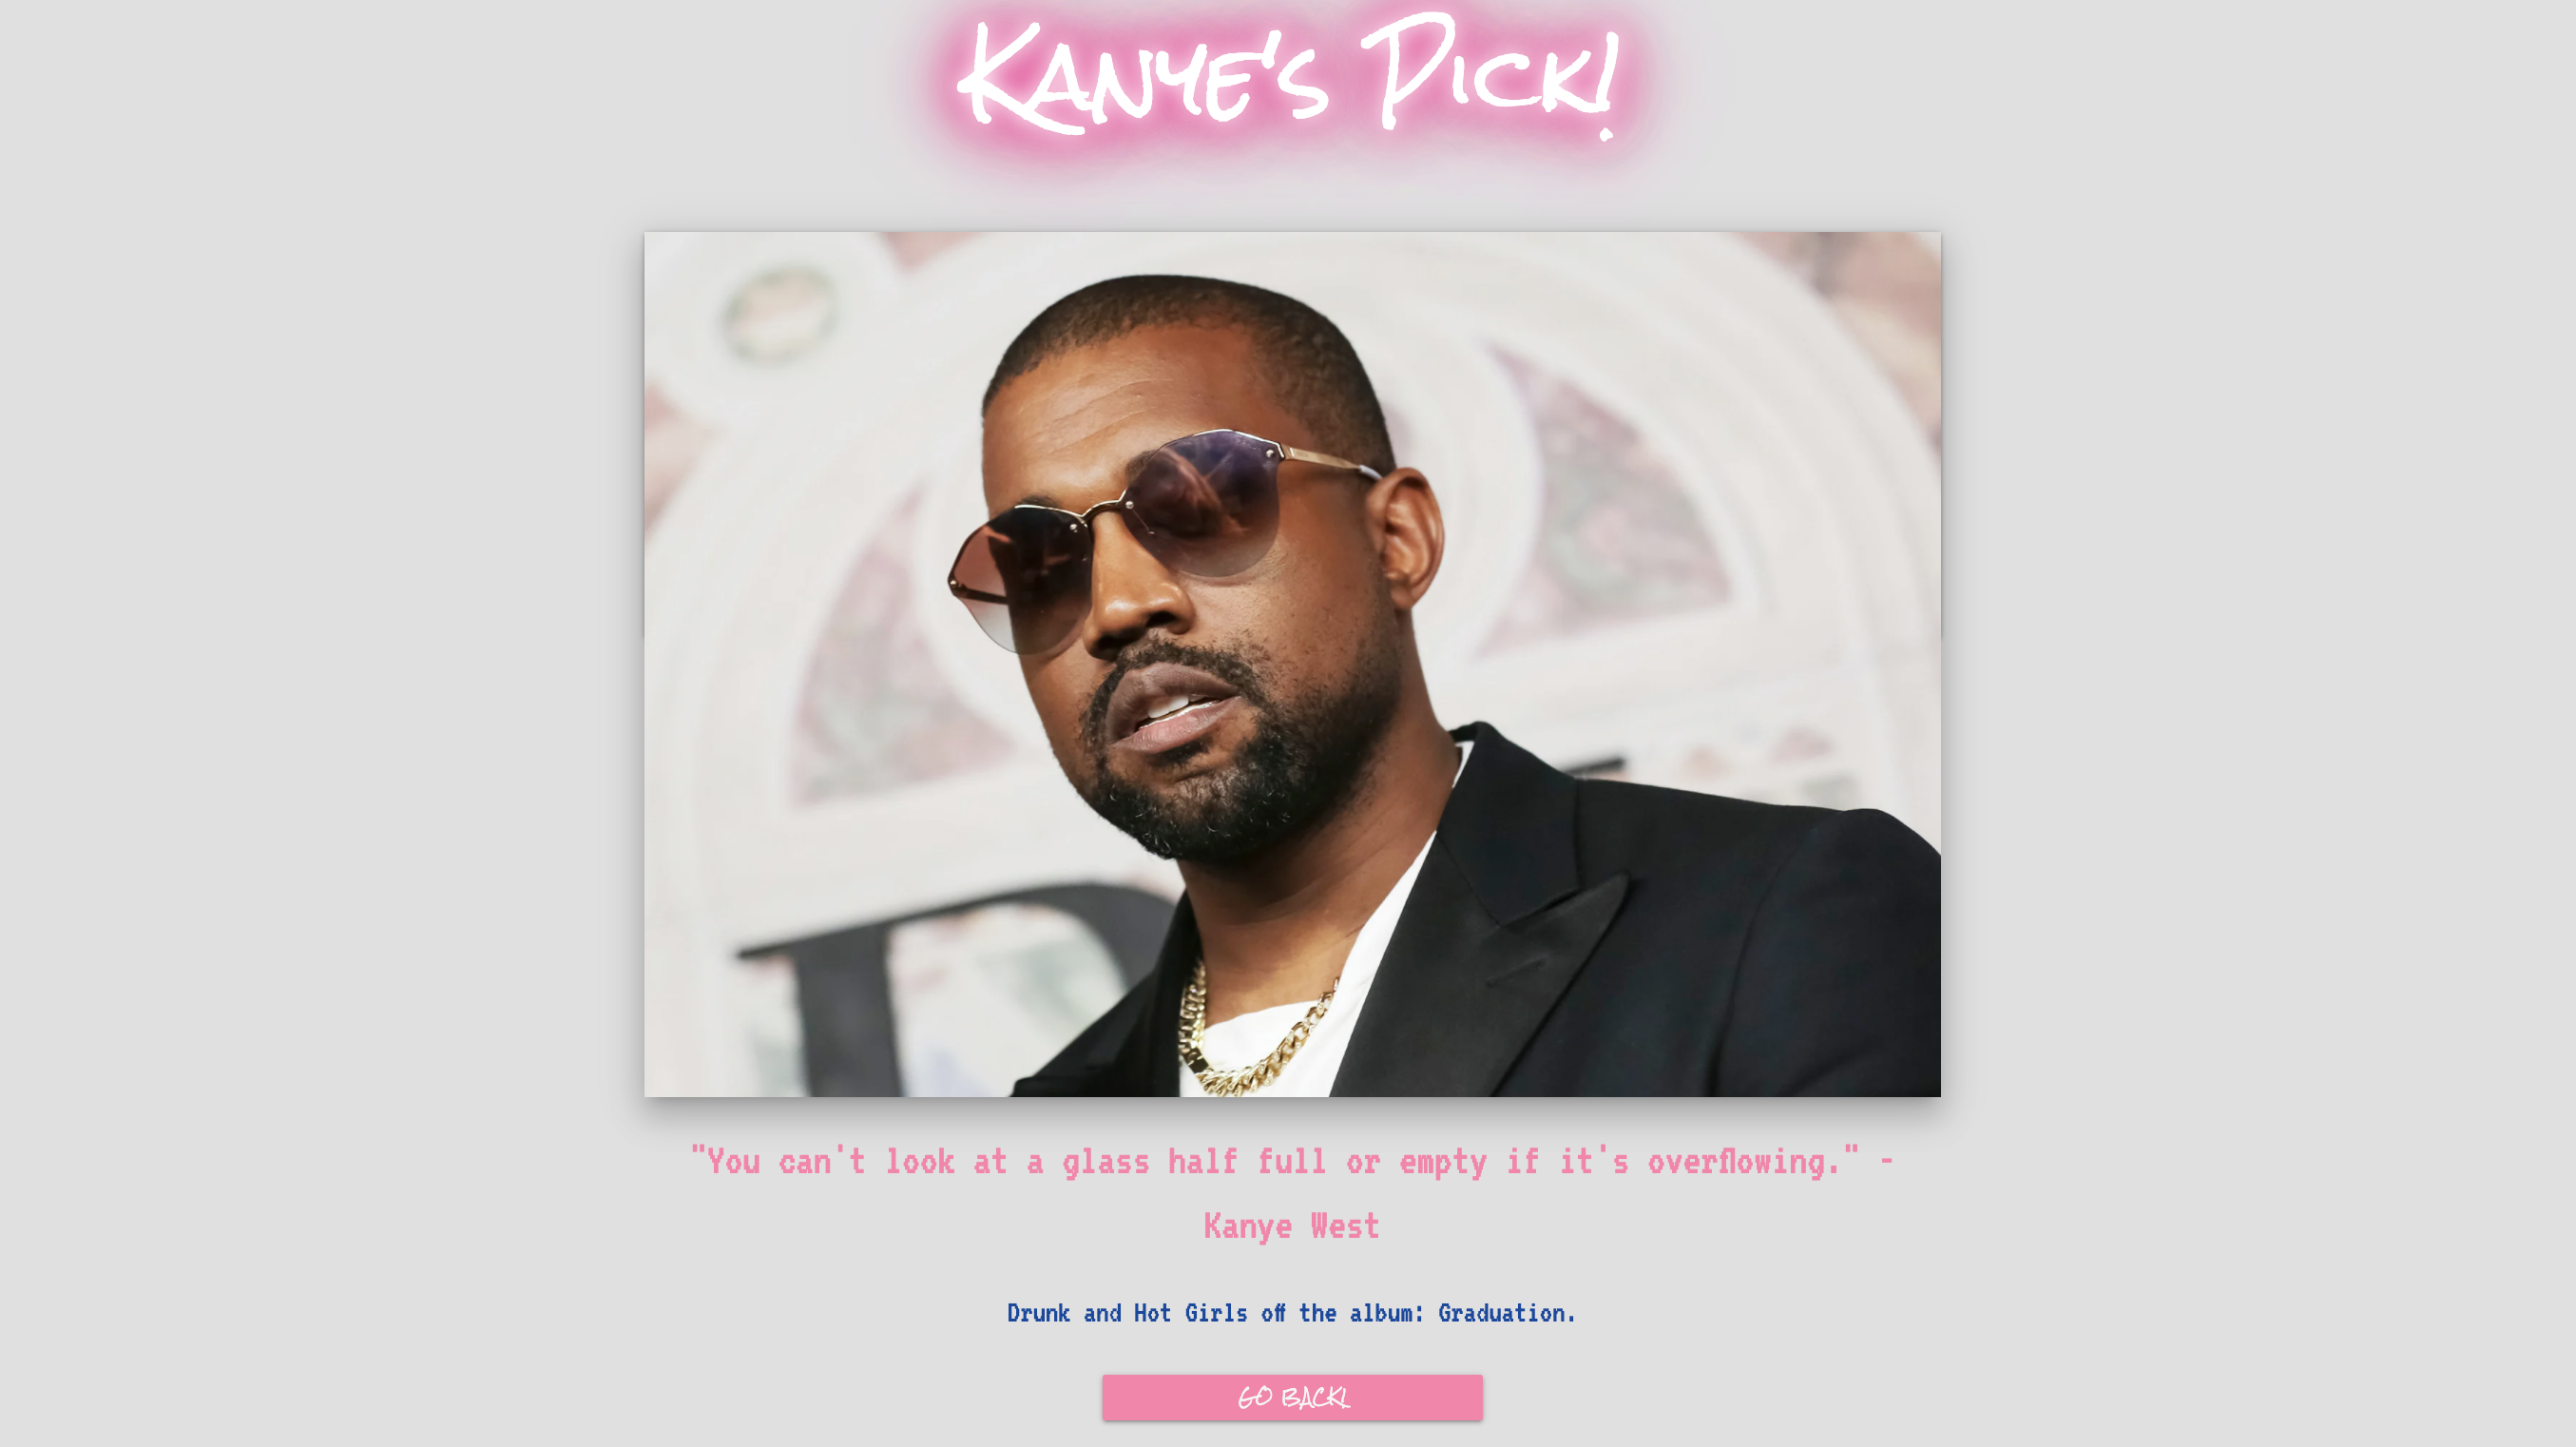 Kanye's Pick!
"You can't look at a glass half full or empty if it's overflowing." -
Kanye West
Drunk and Hot Girls off the album: Graduation.
GO BACK!